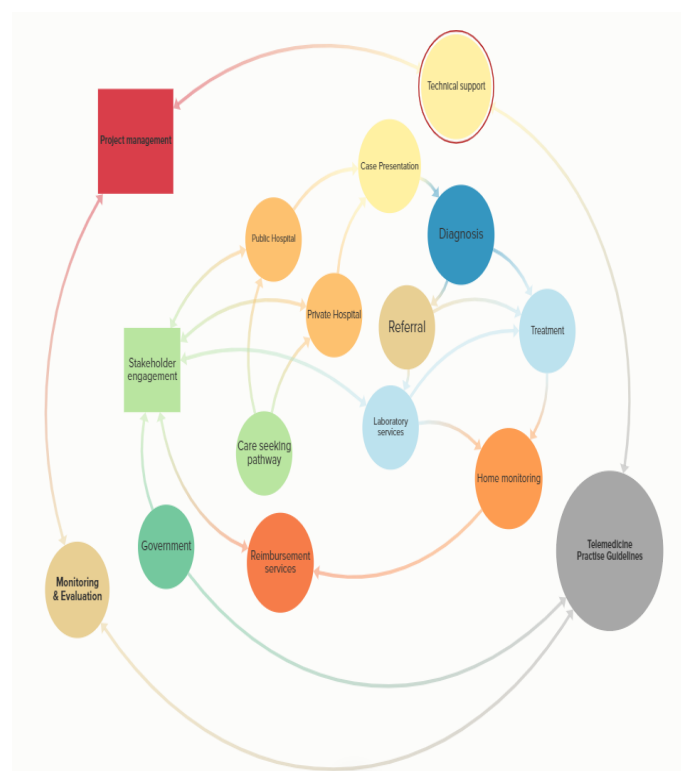 Technical support
Project management
Case Presentation
Public Hospital
Diagnosis
Private Hospital
Referral
Treatment
Stakeholder
engagement
Laboratory
services
Care seeking
pathway
Home monitoring
Government
Reimbursement
services
Telemedicine
Practise Guidelines
Monitoring
& Evaluation